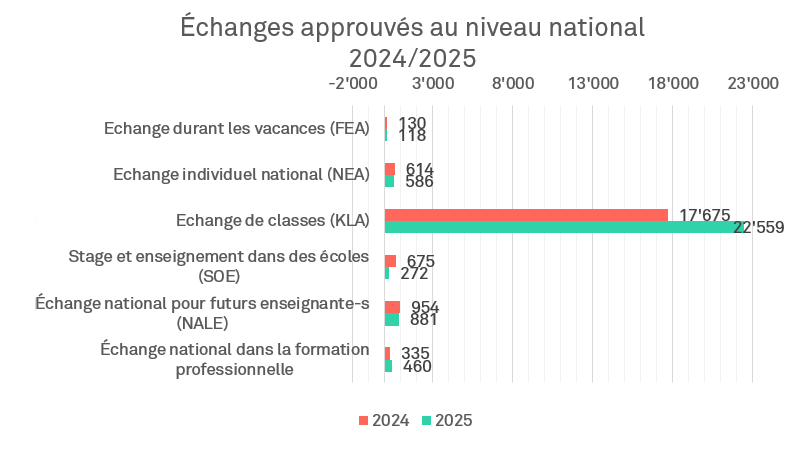 Échanges approuvés au niveau national
2024/2025
-2'000 3'000 8'000 13'000 18'000 23'000
Echange durant les vacances (FEA) 130
118
Echange individuel national (NEA) 614
586
Echange de classes (KLA) 17'675
22'559
Stage et enseignement dans des écoles
(SOE) 675
272
Échange national pour futurs enseignante-s
(NALE) 954
881
Échange national dans la formation
professionnelle 335
460
2024 2025